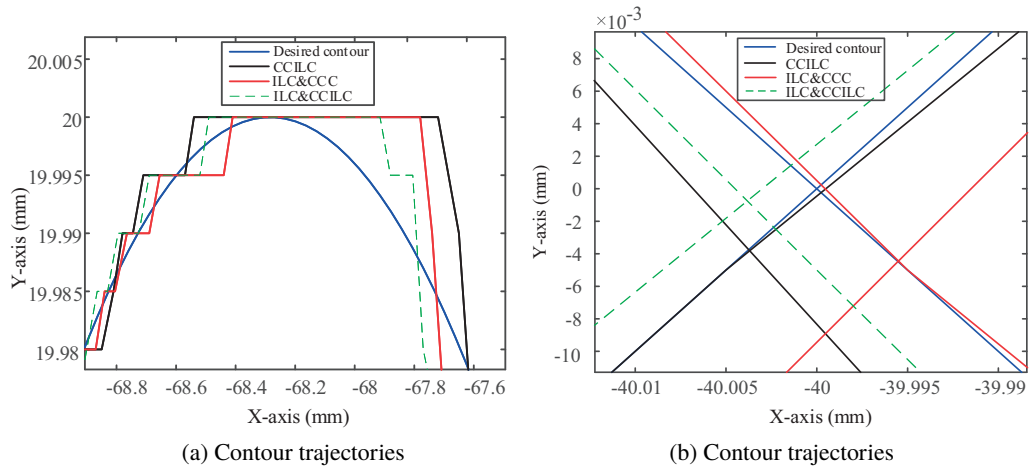 20.005
20
19.995
19.99
19.985
19.98
Y-axis (mm)
Desired contour
CCILC
ILC&CCC
ILC&CCILC
-68.8
-68.6
-68.4
-68.2
-68
-67.8
-67.6
X-axis (mm)
(a) Contour trajectories
×10-3
8
6
4
2
0
-2
-4
-6
-8
-10
Y-axis (mm)
Desired contour
CCILC
ILC&CCC
ILC&CCILC
-40.01
-40.005
-40
-39.995
-39.99
X-axis (mm)
(b) Contour trajectories